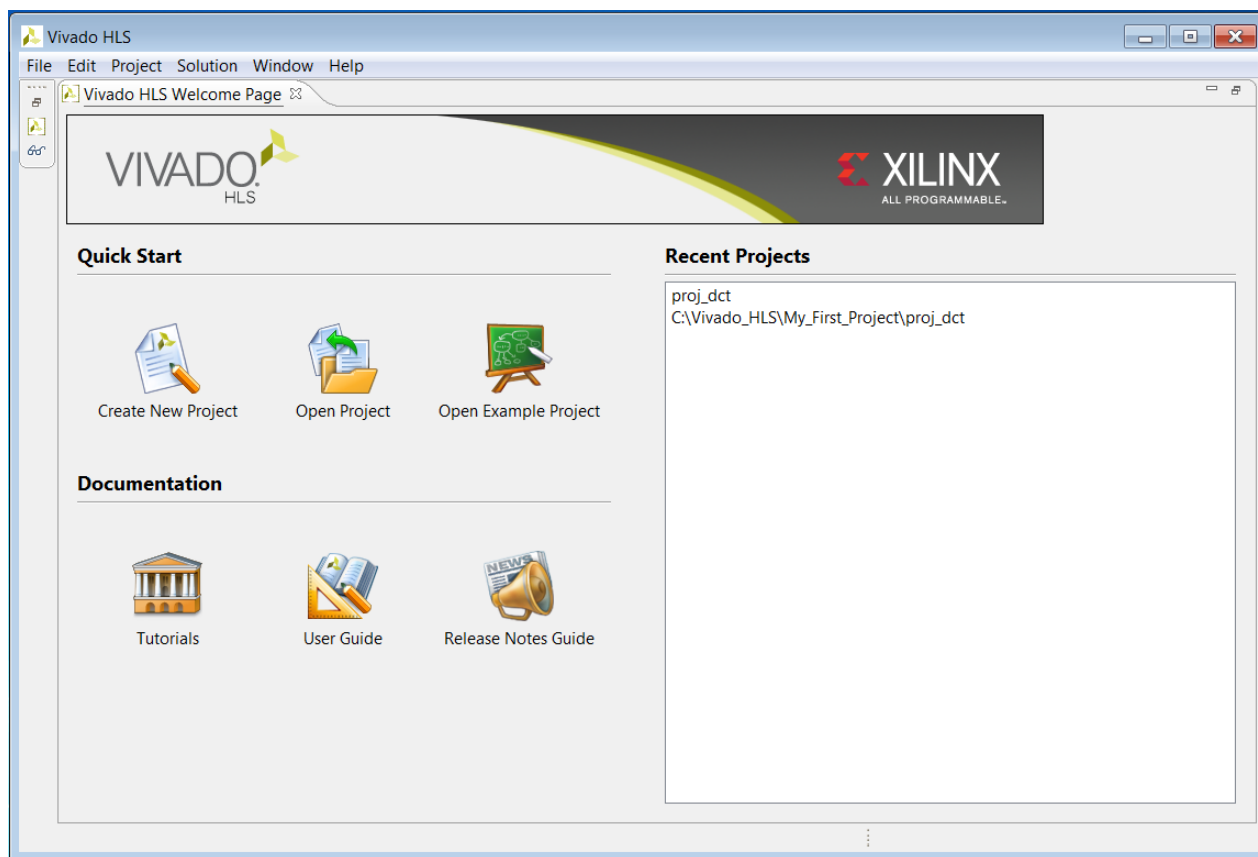 Vivado HLS
File Edit Project Solution Window Help
Vivado HLS Welcome Page
VIVADO.
HLS
XILINX
ALL PROGRAMMABLE.
Quick Start
Create New Project Open Project Open Example Project
Documentation
NEWS
Tutorials User Guide Release Notes Guide
Recent Projects
proj_dct
C:\Vivado_HLS\My_First_Project\proj_dct